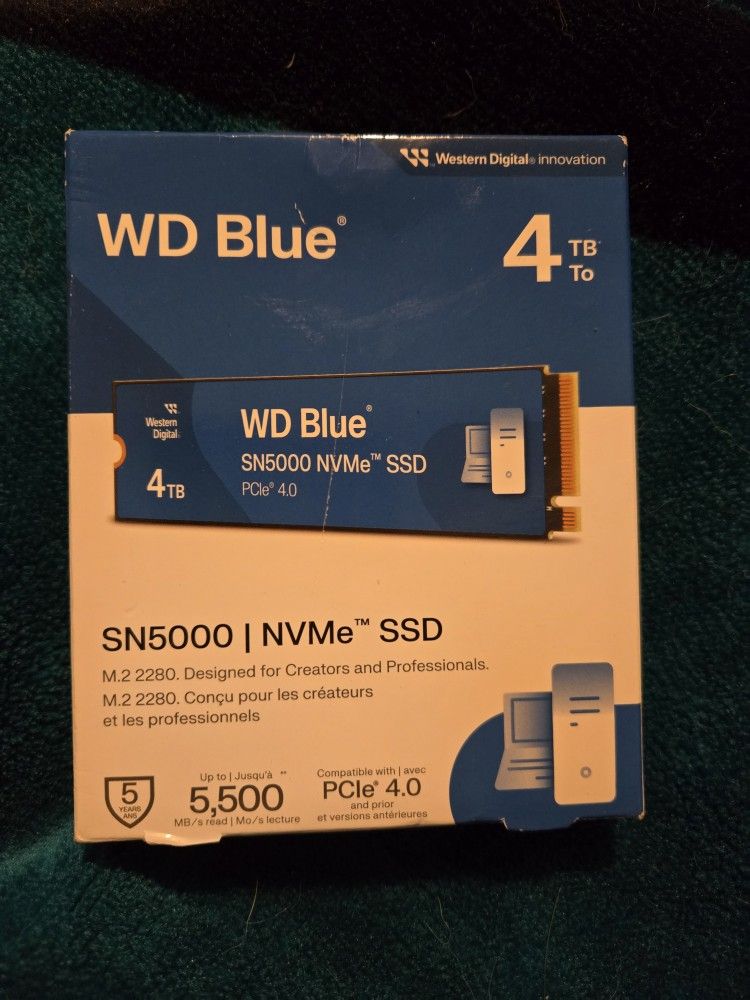 Western Digital® innovation
WD Blue®
4 TB
To
Western
Digital
WD Blue®
SN5000 NVMe™ SSD
4TB
PCIe® 4.0
SN5000 | NVMe™ SSD
M.2 2280. Designed for Creators and Professionals.
M.2 2280. Conçu pour les créateurs
et les professionnels
5
YEARS
ANS
Up to | Jusqu'à **
5,500
MB/s read | Mo/s lecture
Compatible with | avec
PCIe® 4.0
and prior
et versions antérieures